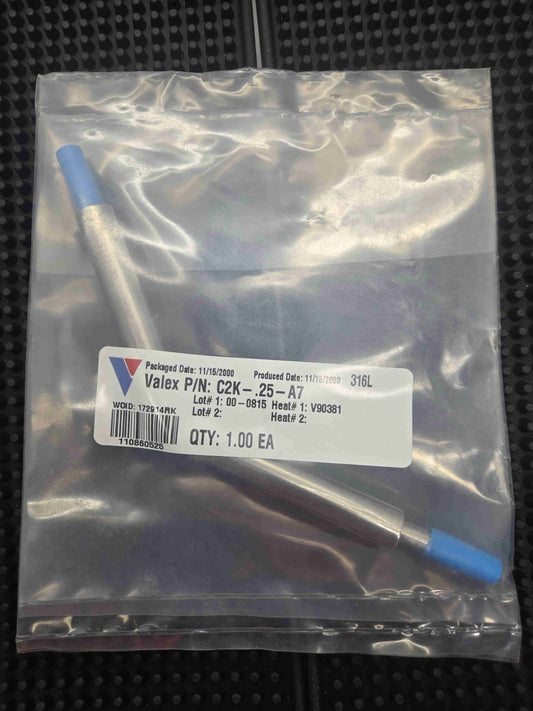 Packaged Date: 11/15/2000 Produced Date: 11/15/2000 316L
Valex P/N: C2K-.25-A7
Lot# 1: 00-0815 Heat# 1: V90381
Lot# 2: Heat# 2:
WOID: 172914RK
110860525
QTY: 1.00 EA